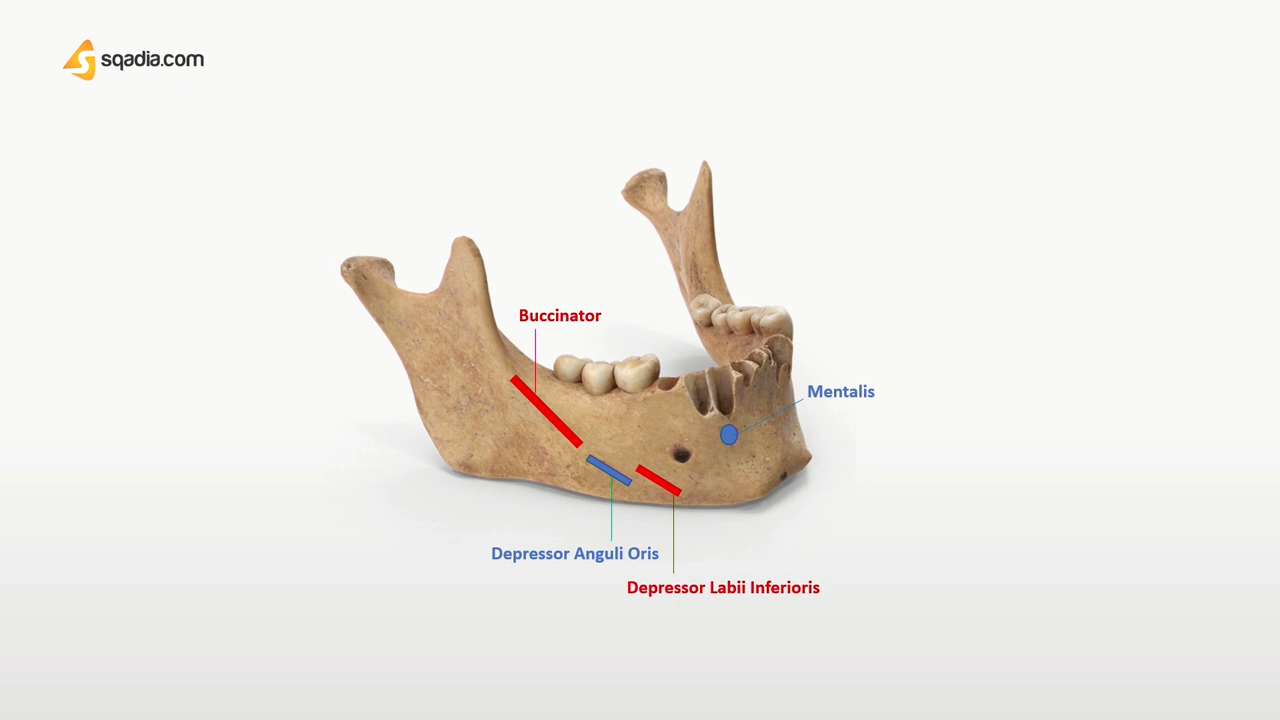 sqadia.com
Buccinator
Mentalis
Depressor Anguli Oris
Depressor Labii Inferioris